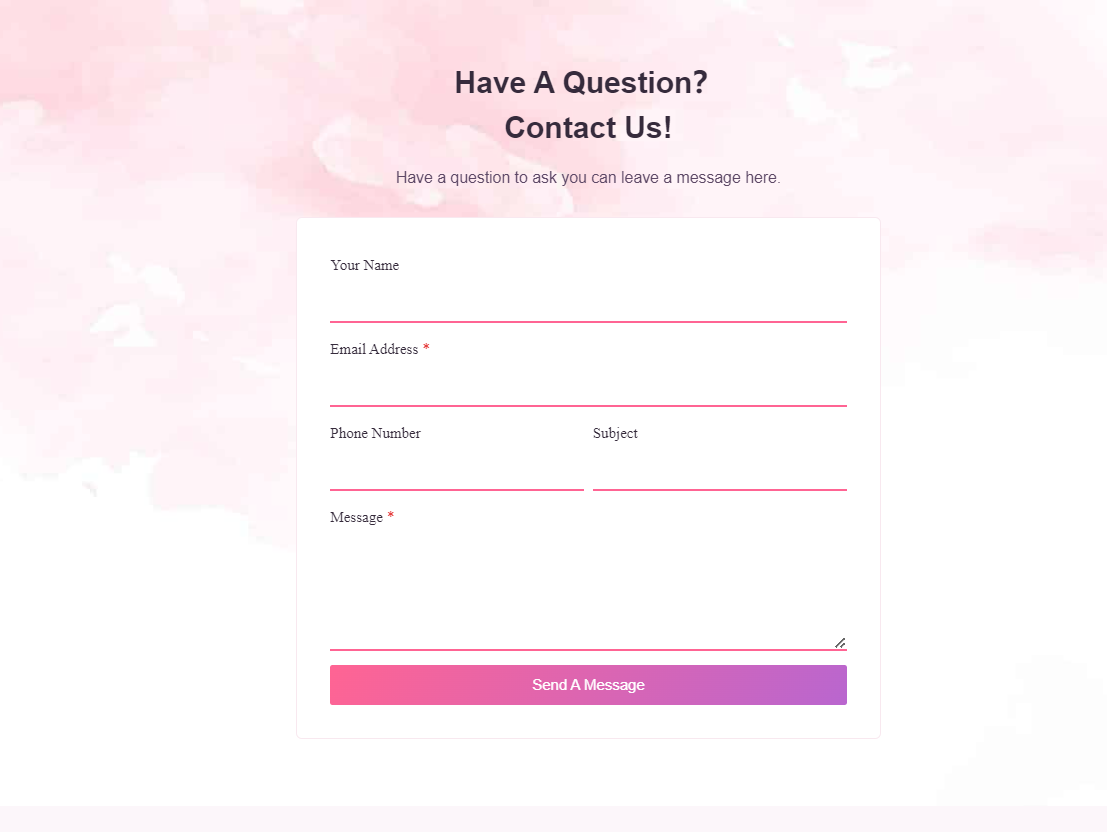 Have A Question?
Contact Us!
Have a question to ask you can leave a message here.
Your Name
Email Address *
Phone Number
Subject
Message *
Send A Message